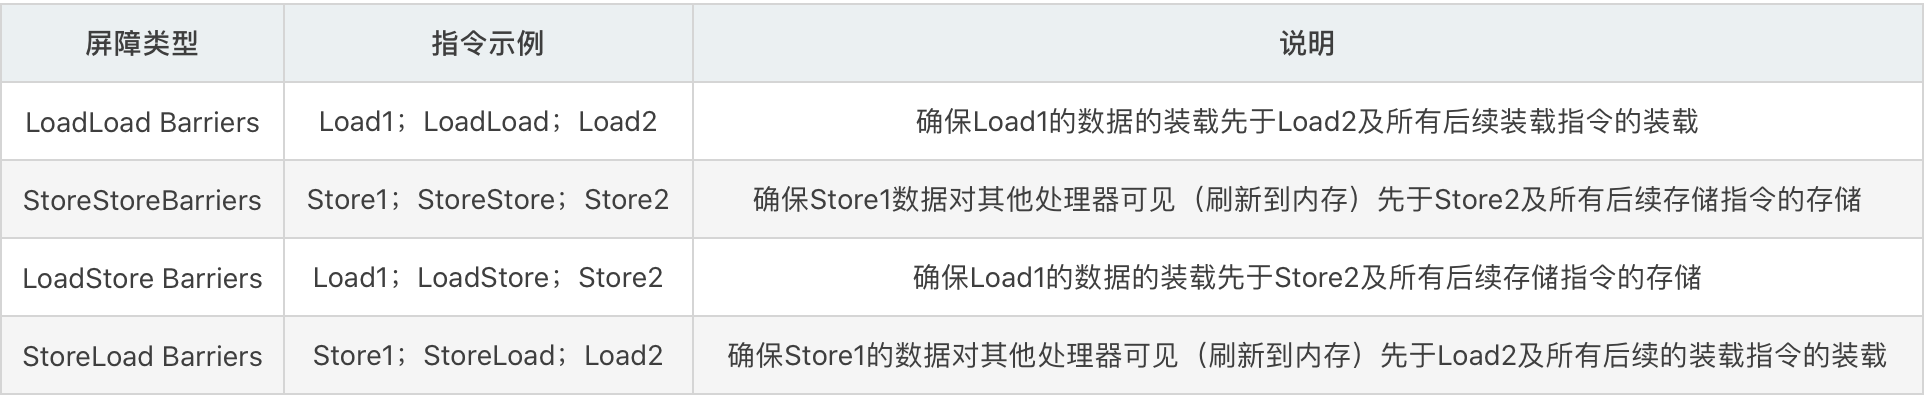 屏障类型 指令示例 说明
LoadLoad Barriers Load1；LoadLoad；Load2 确保Load1的数据的装载先于Load2及所有后续装载指令的装载
StoreStoreBarriers Store1；StoreStore；Store2 确保Store1数据对其他处理器可见（刷新到内存）先于Store2及所有后续存储指令的存储
LoadStore Barriers Load1；LoadStore；Store2 确保Load1的数据的装载先于Store2及所有后续存储指令的存储
StoreLoad Barriers Store1；StoreLoad；Load2 确保Store1的数据对其他处理器可见（刷新到内存）先于Load2及所有后续的装载指令的装载